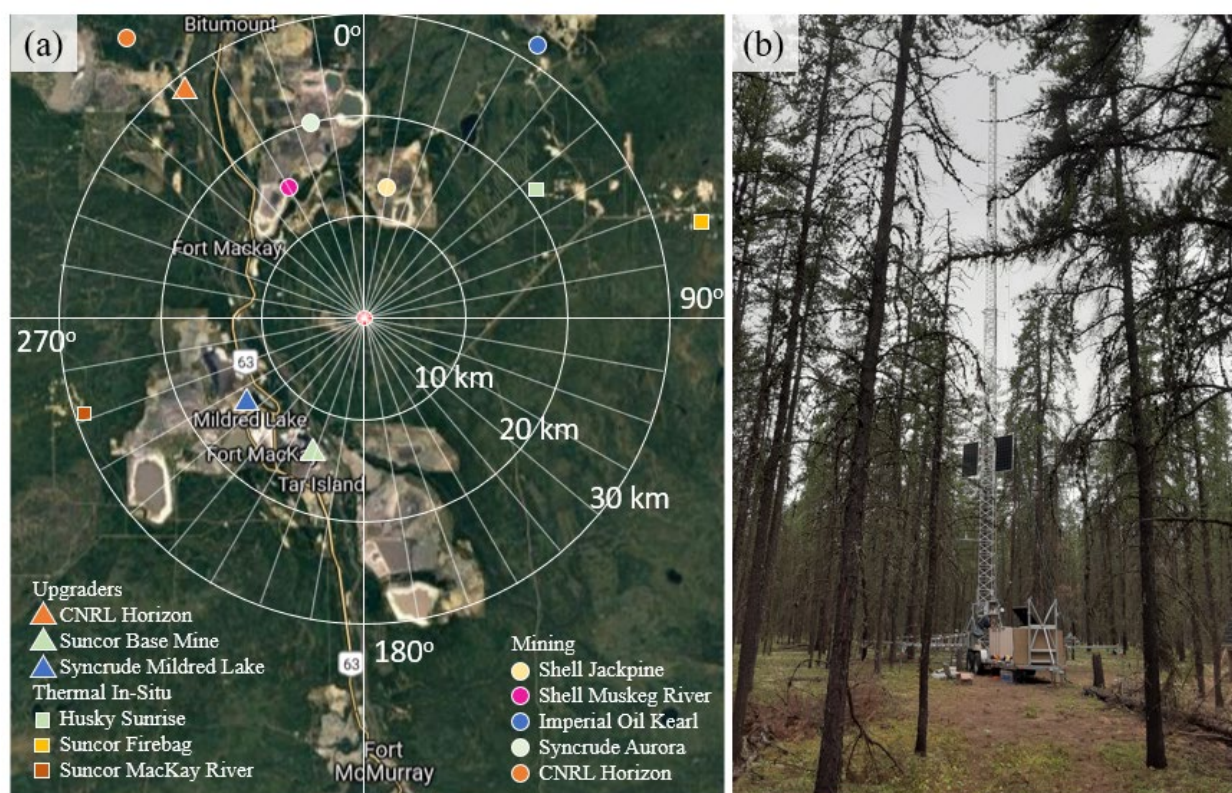 (a)
Bitumount
0°
Fort Mackay
90°
270°
63
10 km
Mildred Lake
20 km
Fort MacKa
Tar Island
30 km
180°
63
Fort
McMurray
Upgraders
CNRL Horizon
Suncor Base Mine
Syncrude Mildred Lake
Thermal In-Situ
Husky Sunrise
Suncor Firebag
Suncor MacKay River
Mining
Shell Jackpine
Shell Muskeg River
Imperial Oil Kearl
Syncrude Aurora
CNRL Horizon
(b)